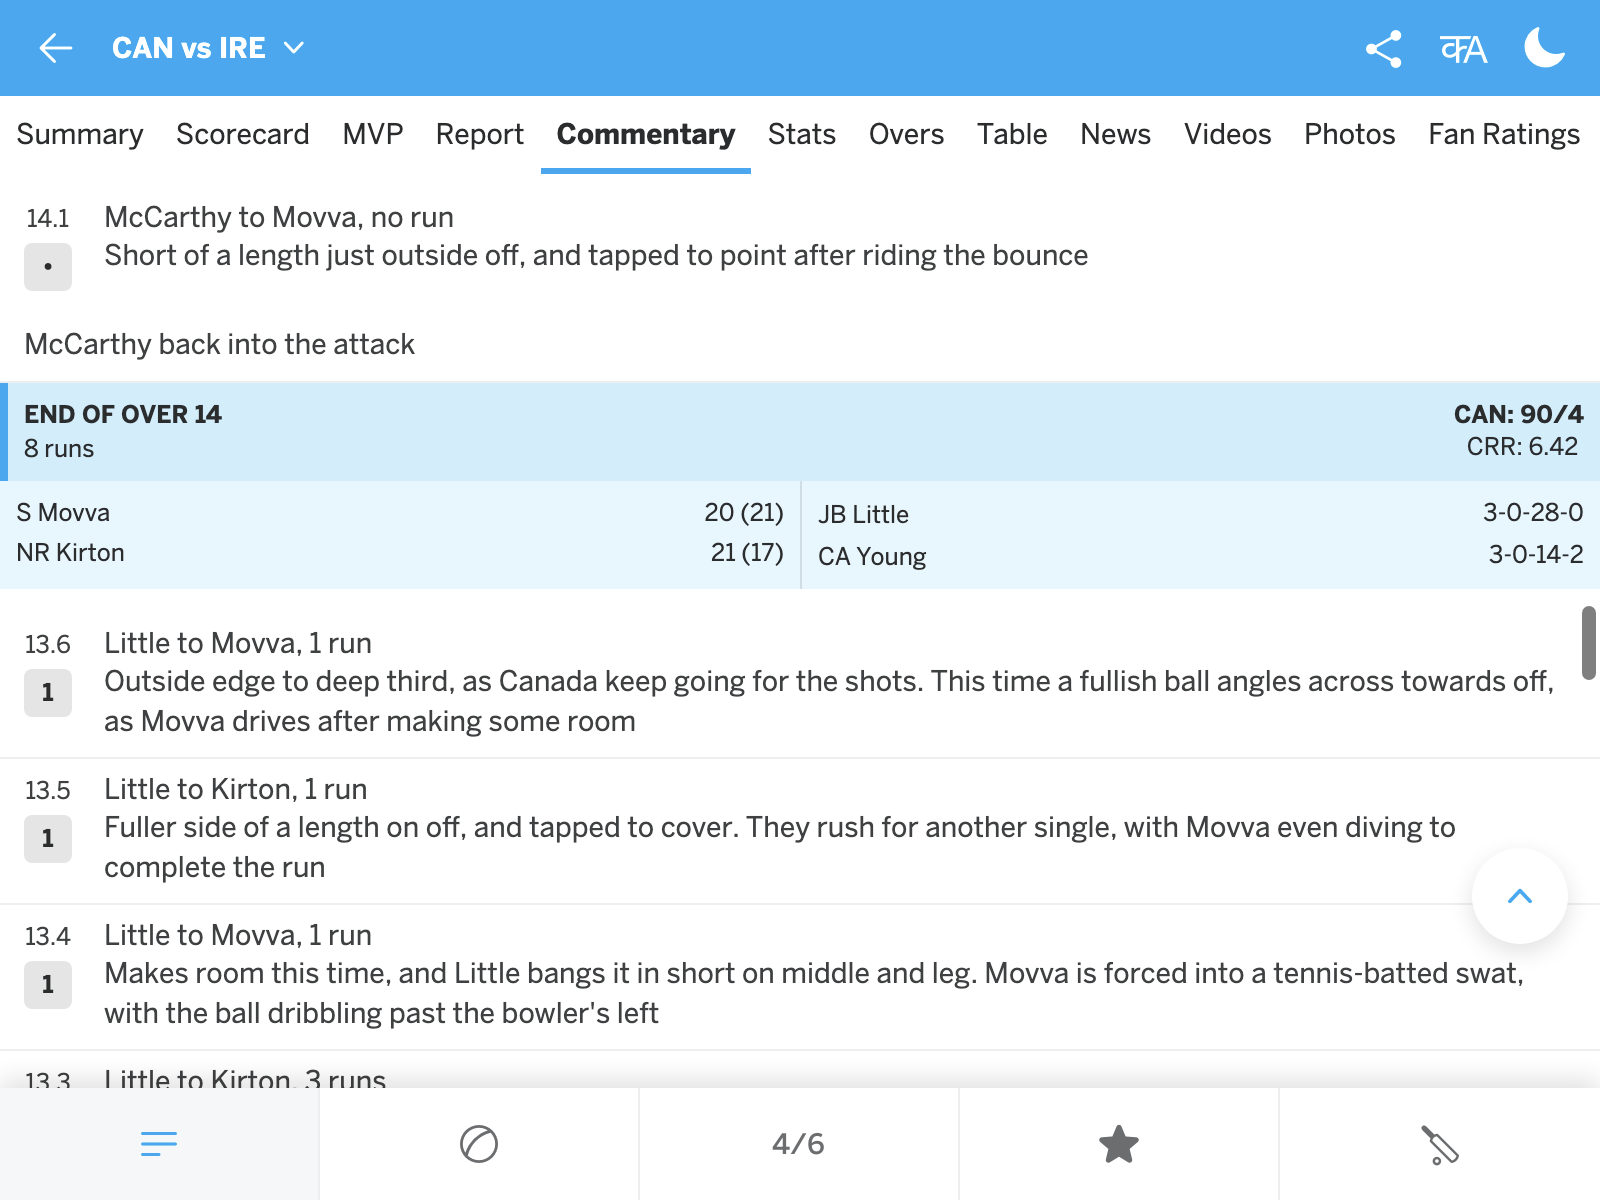 CAN vs IRE
क A
Summary Scorecard MVP Report Commentary Stats Overs Table News Videos Photos Fan Ratings
14.1 McCarthy to Movva, no run
• Short of a length just outside off, and tapped to point after riding the bounce
McCarthy back into the attack
END OF OVER 14 CAN: 90/4
8 runs CRR: 6.42
S Movva 20 (21) JB Little 3-0-28-0
NR Kirton 21 (17) CA Young 3-0-14-2
13.6 Little to Movva, 1 run
1 Outside edge to deep third, as Canada keep going for the shots. This time a fullish ball angles across towards off,
as Movva drives after making some room
13.5 Little to Kirton, 1 run
1 Fuller side of a length on off, and tapped to cover. They rush for another single, with Movva even diving to
complete the run
13.4 Little to Movva, 1 run
1 Makes room this time, and Little bangs it in short on middle and leg. Movva is forced into a tennis-batted swat,
with the ball dribbling past the bowler's left
13.3 Little to Kirton, 3 runs
4/6